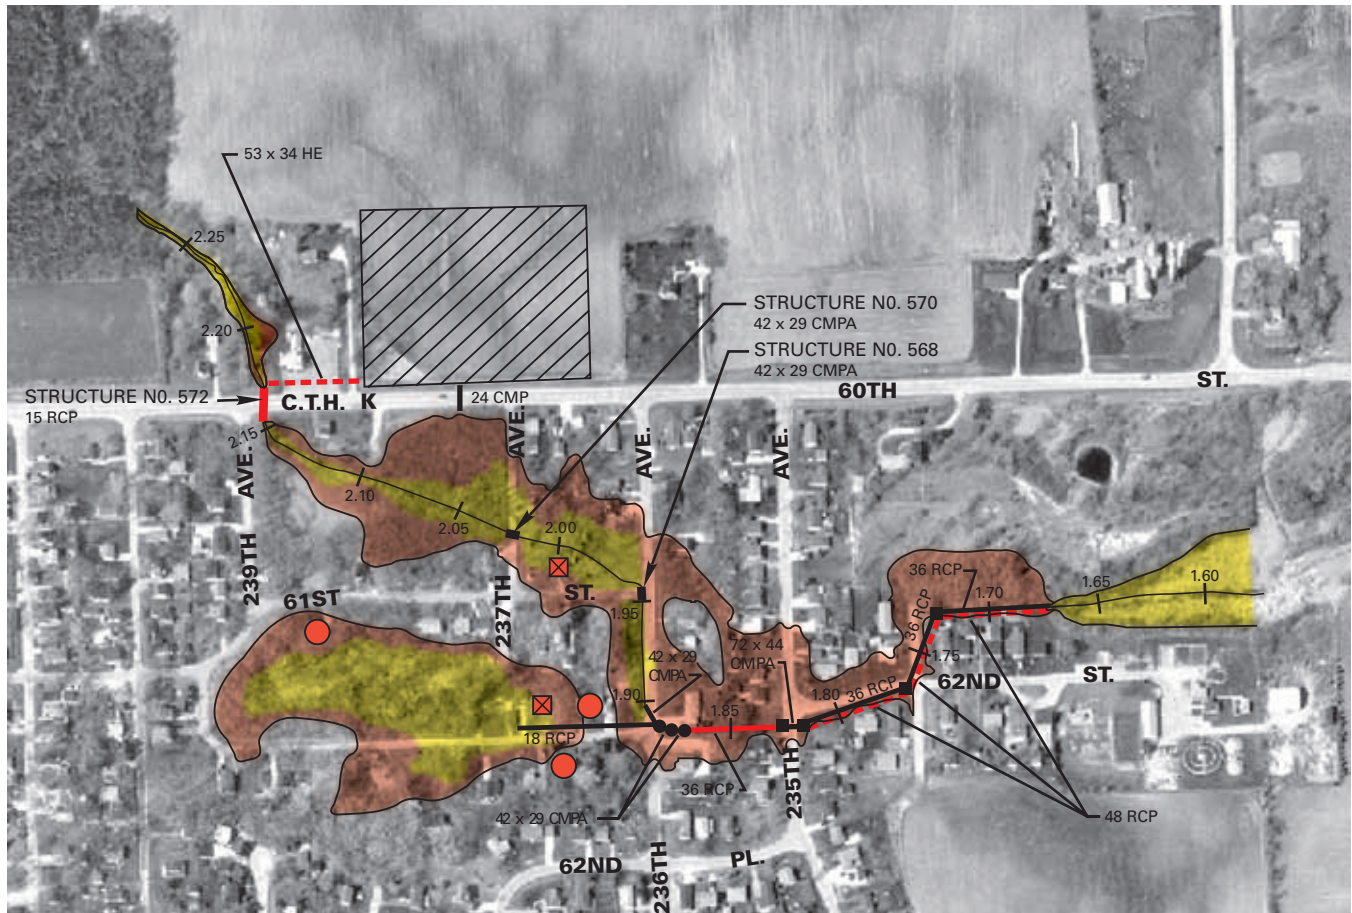 53 x 34 HE
2.25
2.20
STRUCTURE N0. 570
42 x 29 CMPA
STRUCTURE N0. 568
42 x 29 CMPA
60TH
ST.
STRUCTURE N0. 572
15 RCP
C.T.H. K
24 CMP
2.15
AVE.
AVE.
AVE.
AVE.
2.10
2.05
2.00
239TH
61ST
237TH
ST.
1.95
36 RCP
1.70
1.65
1.60
36 RCP
1.75
42 x 29
CMPA
72 x 44
CMPA
62ND
ST.
1.90
1.85
1.80
36 RCP
18 RCP
36 RCP
235TH
42 x 29 CMPA
48 RCP
62ND
236TH
PL.